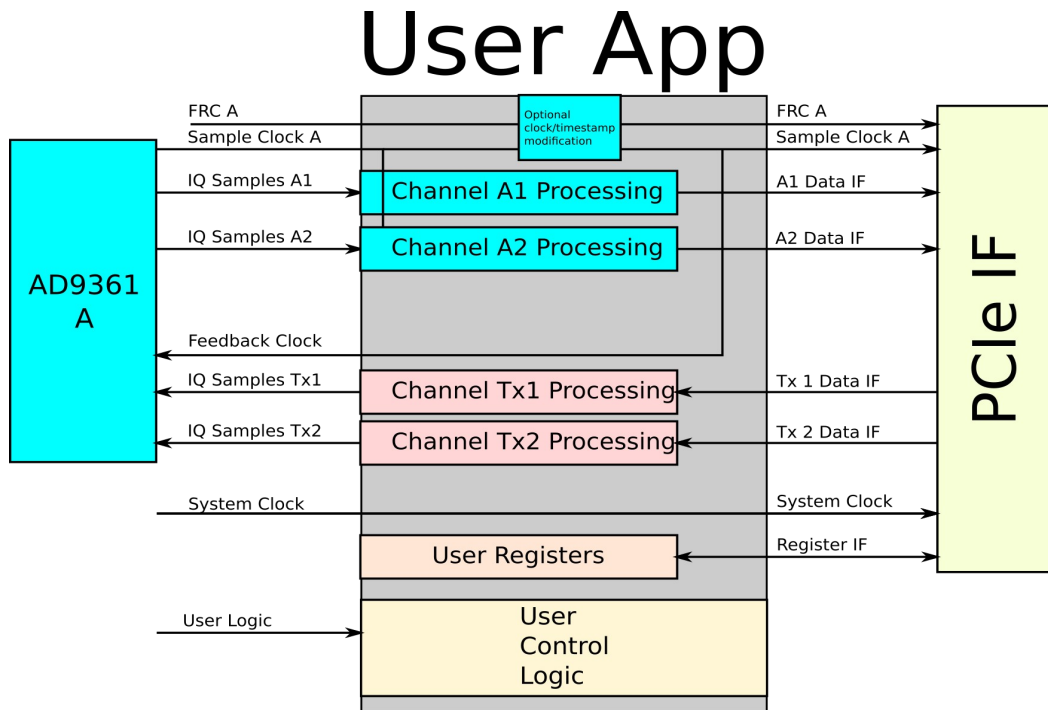 User App
FRC A
Optional
clock/timestamp
modification
FRC A
Sample Clock A
Sample Clock A
IQ Samples A1
Channel A1 Processing
A1 Data IF
IQ Samples A2
Channel A2 Processing
A2 Data IF
AD9361
A
PCIe IF
Feedback Clock
IQ Samples Tx1
Channel Tx1 Processing
Tx 1 Data IF
IQ Samples Tx2
Channel Tx2 Processing
Tx 2 Data IF
System Clock
System Clock
User Registers
Register IF
User Logic
User
Control
Logic